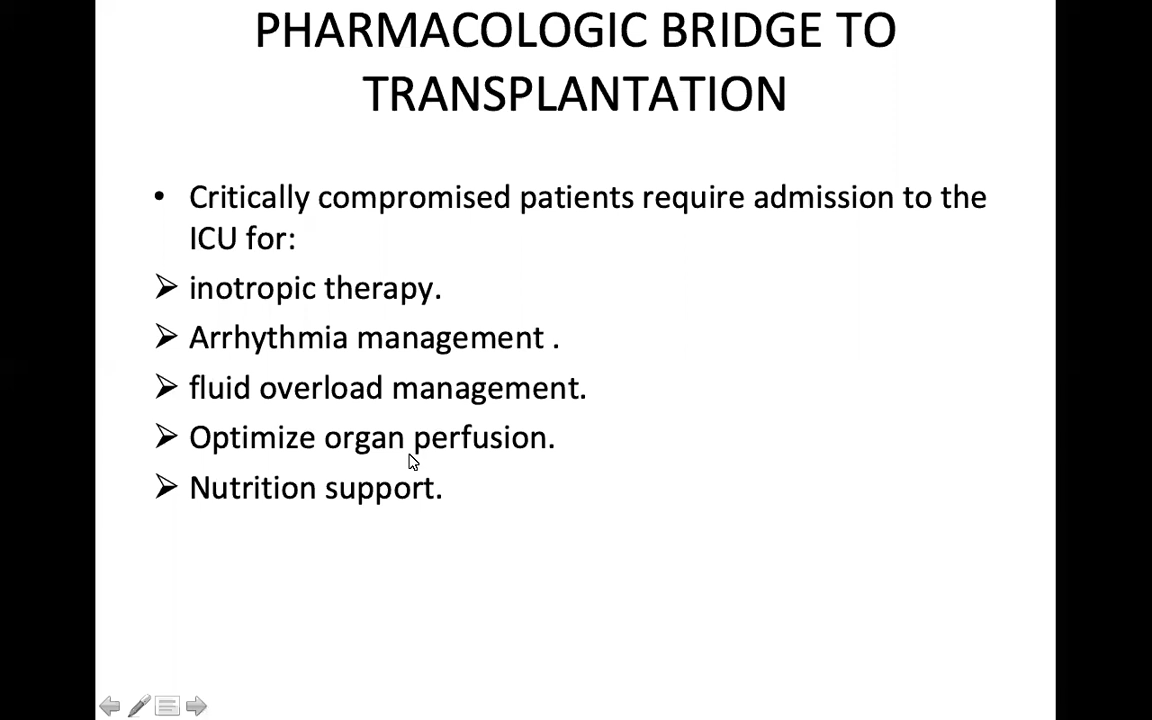 PHARMACOLOGIC BRIDGE TO
TRANSPLANTATION
• Critically compromised patients require admission to the
ICU for:
➢ inotropic therapy.
➢ Arrhythmia management .
➢ fluid overload management.
➢ Optimize organ perfusion.
➢ Nutrition support.